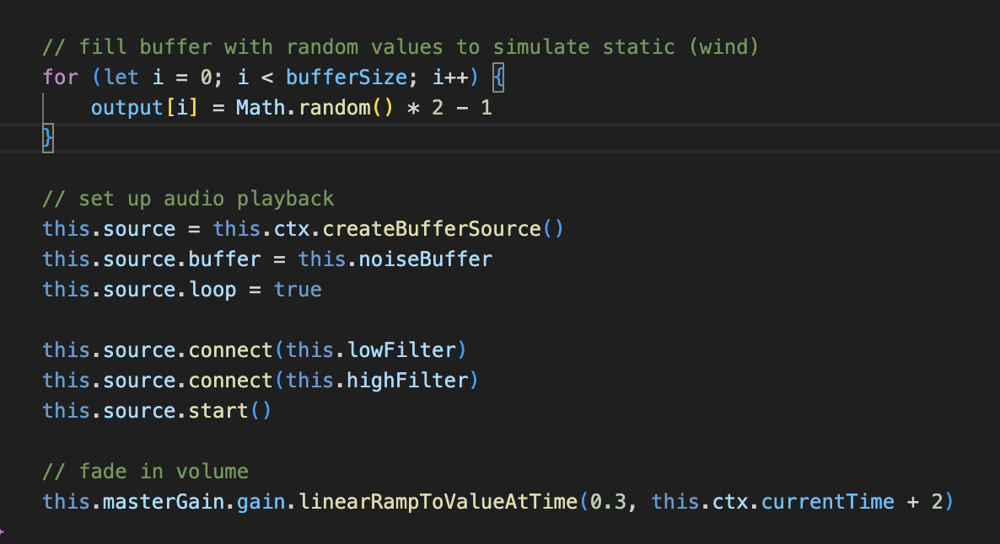 // fill buffer with random values to simulate static (wind)
for (let i = 0; i < bufferSize; i++) {
    output[i] = Math.random() * 2 - 1
}
// set up audio playback
this.source = this.ctx.createBufferSource()
this.source.buffer = this.noiseBuffer
this.source.loop = true
this.source.connect(this.lowFilter)
this.source.connect(this.highFilter)
this.source.start()
// fade in volume
this.masterGain.gain.linearRampToValueAtTime(0.3, this.ctx.currentTime + 2)